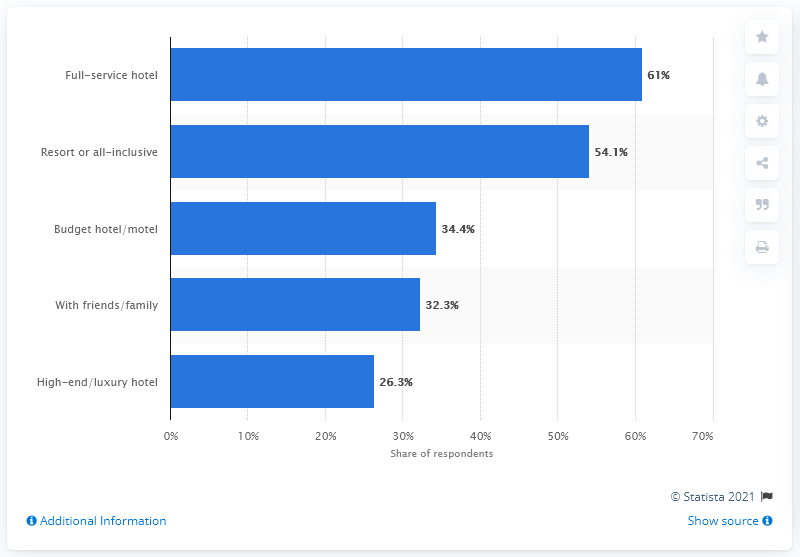 Full-service hotel
61%
Resort or all-inclusive
54.1%
Budget hotel/motel
34.4%
With friends/family
32.3%
High-end/luxury hotel
26.3%
0% 10% 20% 30% 40% 50% 60% 70%
Share of respondents
© Statista 2021
Additional Information
Show source